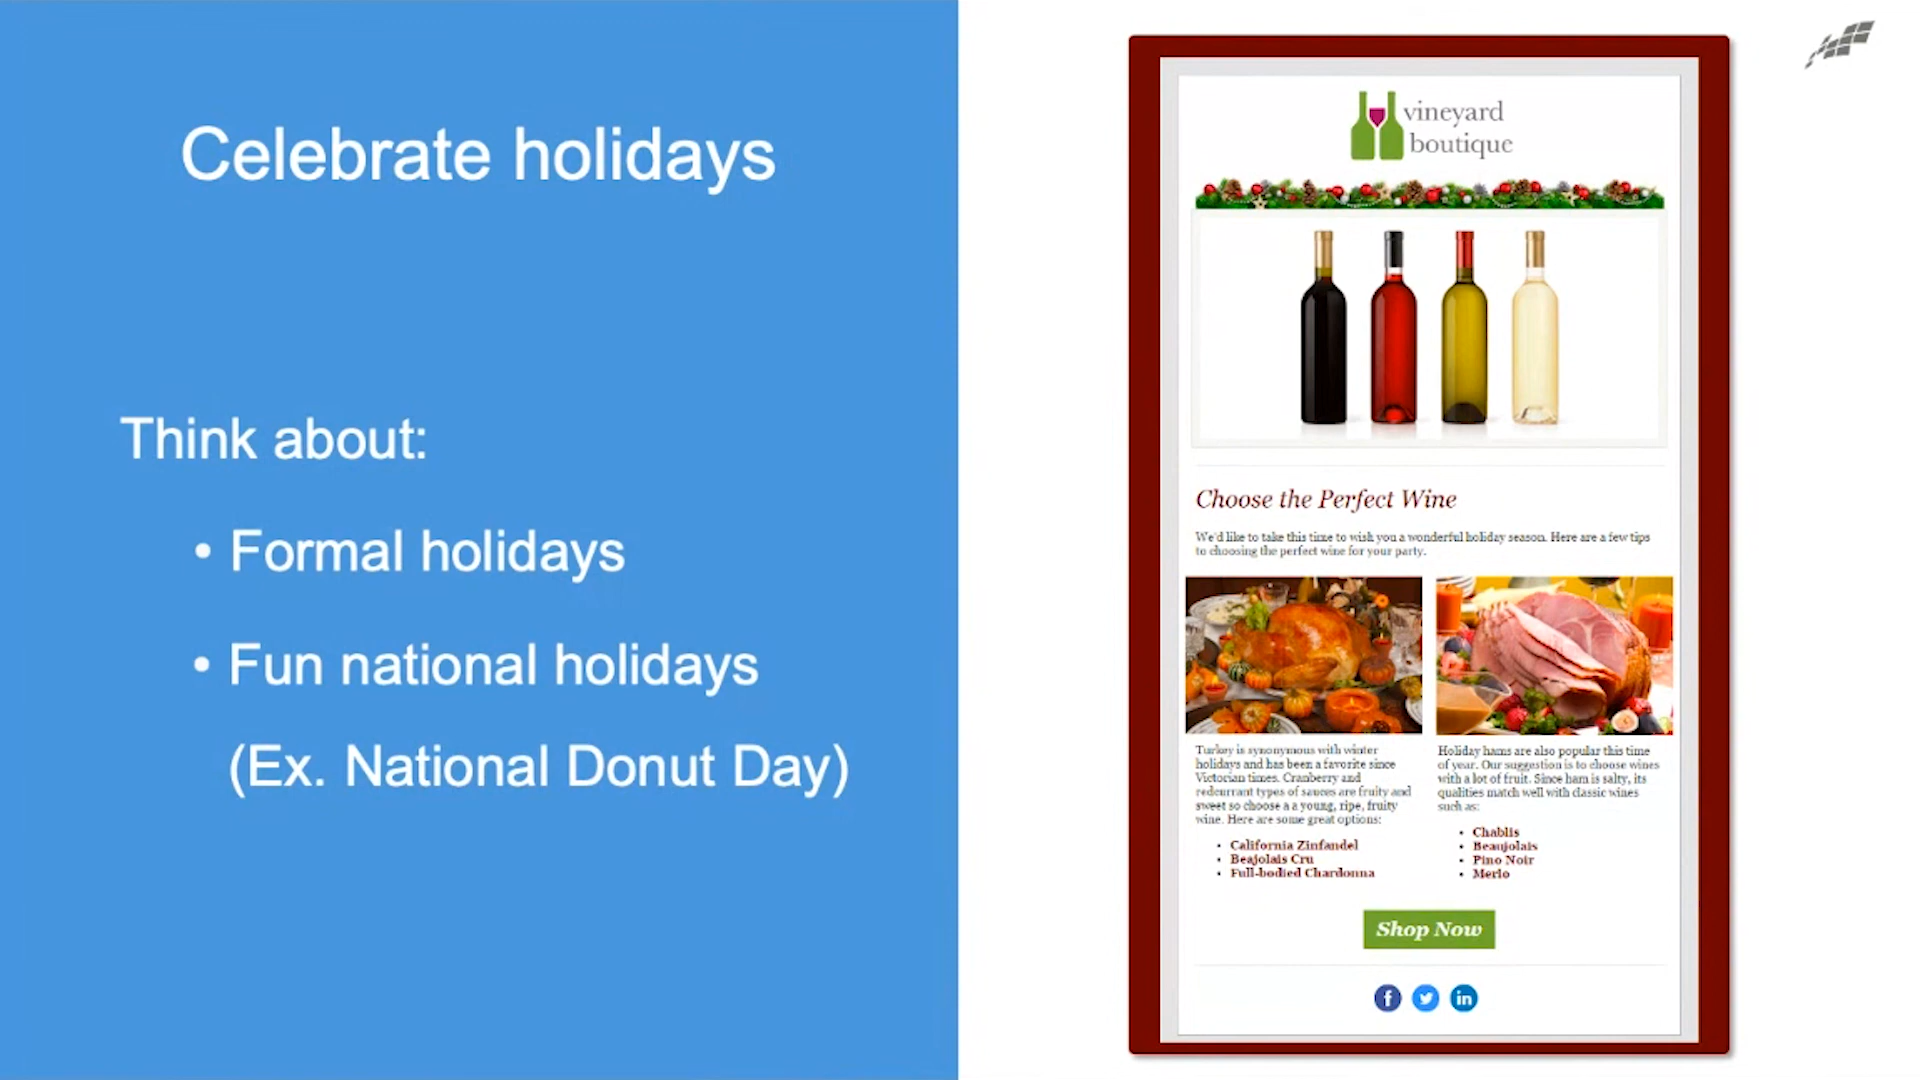 Celebrate holidays
Think about:
• Formal holidays
• Fun national holidays
(Ex. National Donut Day)
vineyard
boutique
Choose the Perfect Wine
We'd like to take this time to wish you a wonderful holiday season. Here are a few tips
to choosing the perfect wine for your party.
Turkey is synonymous with winter
holidays and has been a favorite since
Victorian times. Cranberry and
redcurrant types of sauces are fruity and
sweet so choose a a young, ripe, fruity
wine. Here are some great options:
• California Zinfandel
• Beajolais Cru
• Full-bodied Chardonna
Holiday hams are also popular this time
of year. Our suggestion is to choose wines
with a lot of fruit. Since ham is salty, its
qualities match well with classic wines
such as:
• Chablis
• Beaujolais
• Pino Noir
• Merlo
Shop Now